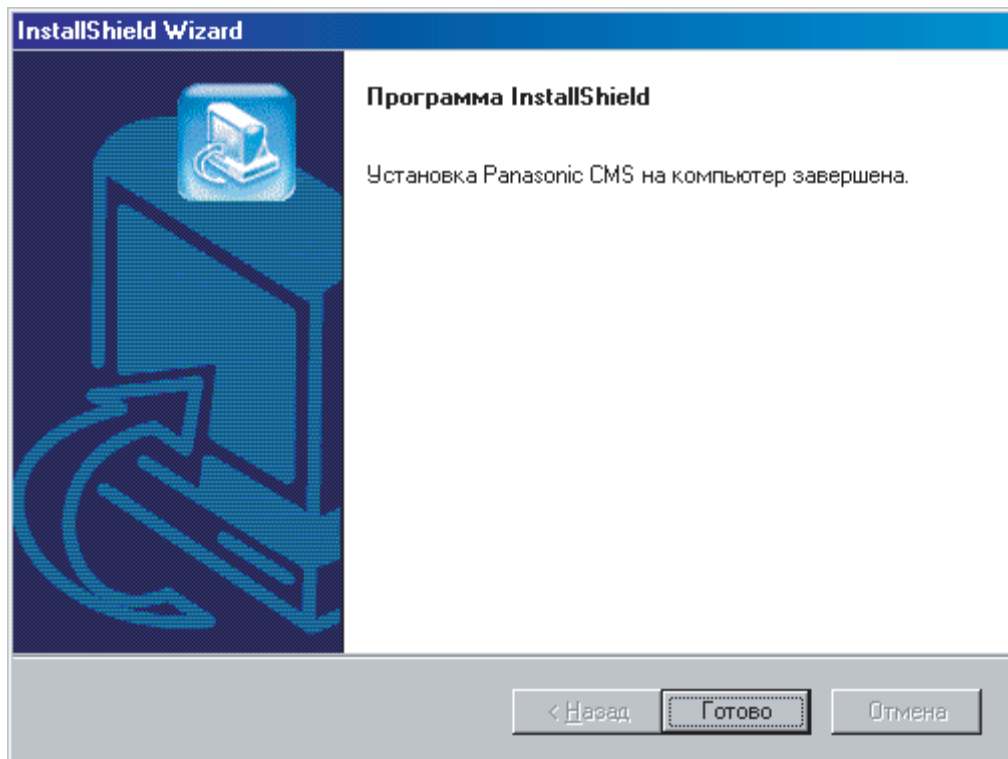 InstallShield Wizard
Программа InstallShield
Установка Panasonic CMS на компьютер завершена.
< Назад
Готово
Отмена